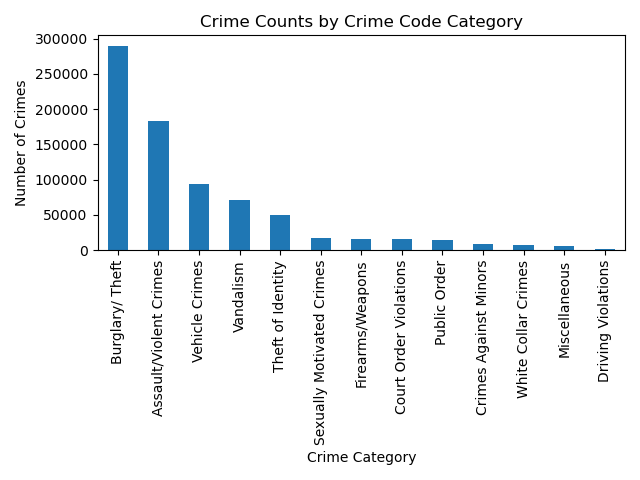 Crime Counts by Crime Code Category
Number of Crimes
300000
250000
200000
150000
100000
50000
0
Burglary/ Theft
Assault/Violent Crimes
Vehicle Crimes
Vandalism
Theft of Identity
Sexually Motivated Crimes
Firearms/Weapons
Court Order Violations
Public Order
Crimes Against Minors
White Collar Crimes
Miscellaneous
Driving Violations
Crime Category